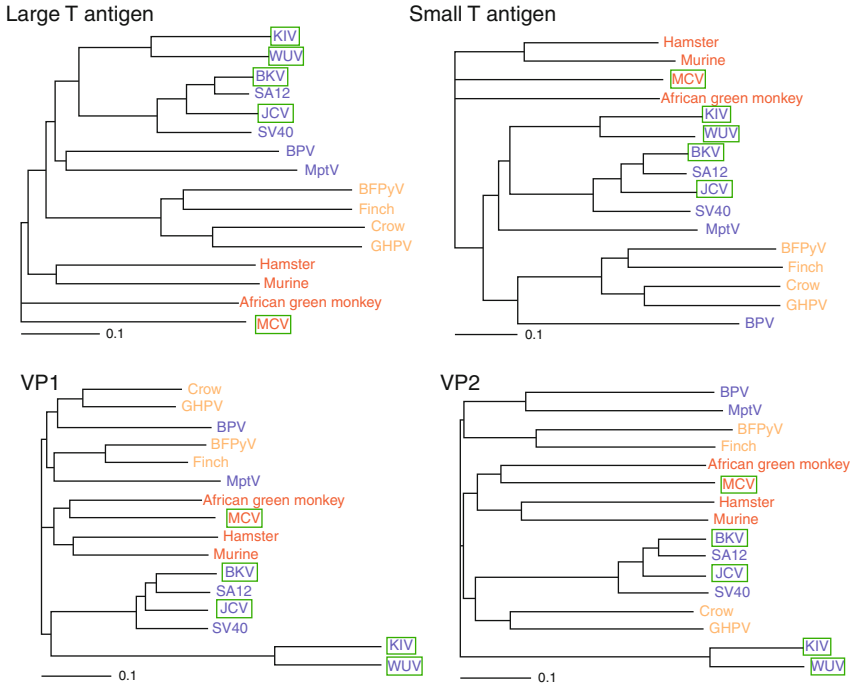 Large T antigen
KIV
WUV
BKV
SA12
JCV
SV40
BPV
MptV
BFPyV
Finch
Crow
GHPV
Hamster
Murine
African green monkey
MCV
0.1
Small T antigen
Hamster
Murine
MCV
African green monkey
KIV
WUV
BKV
SA12
JCV
SV40
MptV
BFPyV
Finch
Crow
GHPV
BPV
0.1
VP1
Crow
GHPV
BPV
BFPyV
Finch
MptV
African green monkey
MCV
Hamster
Murine
BKV
SA12
JCV
SV40
KIV
WUV
0.1
VP2
BPV
MptV
BFPyV
Finch
African green monkey
MCV
Hamster
Murine
BKV
SA12
JCV
SV40
Crow
GHPV
KIV
WUV
0.1